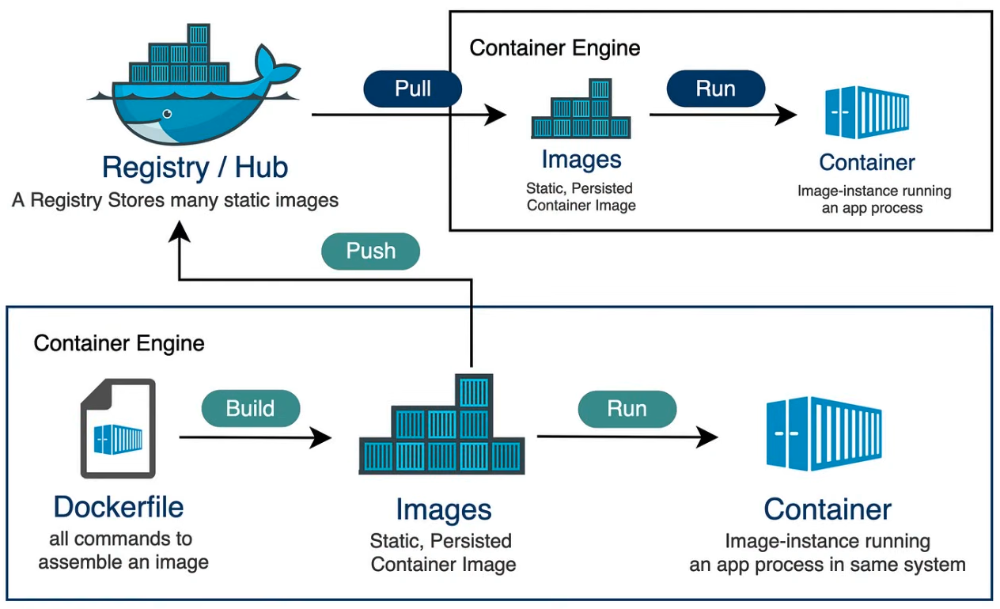 Container Engine
Pull
Run
Registry / Hub
A Registry Stores many static images
Images
Static, Persisted
Container Image
Container
Image-instance running
an app process
Push
Container Engine
Build
Run
Dockerfile
all commands to
assemble an image
Images
Static, Persisted
Container Image
Container
Image-instance running
an app process in same system